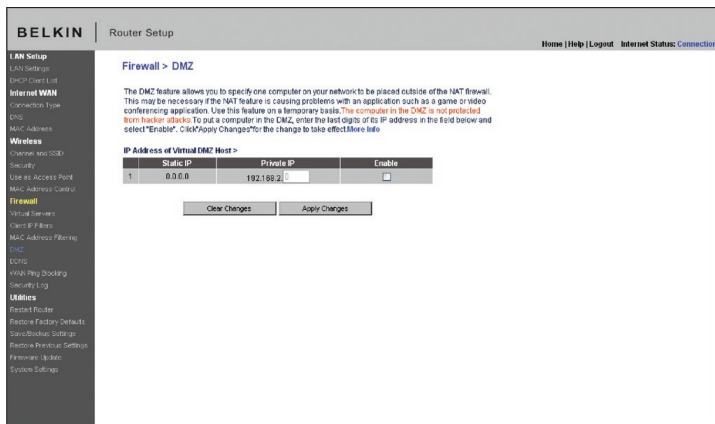 BELKIN
Router Setup
Home | Help | Logout Internet Status: Connection
LAN Setup
LAN Settings
DHCP Client List
Internet WAN
Connection Type
DNS
MAC Address
Wireless
Channel and SSID
Security
Use as Access Point
MAC Address Control
Firewall
Virtual Servers
Client IP Filters
MAC Address Filtering
DMZ
DDNS
WAN Ping Blocking
Security Log
Utilities
Restart Router
Restore Factory Defaults
Save/Backup Settings
Restore Previous Settings
Firmware Update
System Settings
Firewall > DMZ
The DMZ feature allows you to specify one computer on your network to be placed outside of the NAT firewall.
This may be necessary if the NAT feature is causing problems with an application such as a game or video
conferencing application. Use this feature on a temporary basis.The computer in the DMZ is not protected
from hacker attacks.To put a computer in the DMZ, enter the last digits of its IP address in the field below and
select "Enable". Click"Apply Changes"for the change to take effect.More Info
IP Address of Virtual DMZ Host >
Static IP Private IP Enable
1 0.0.0.0 192.168.2. 0
Clear Changes Apply Changes